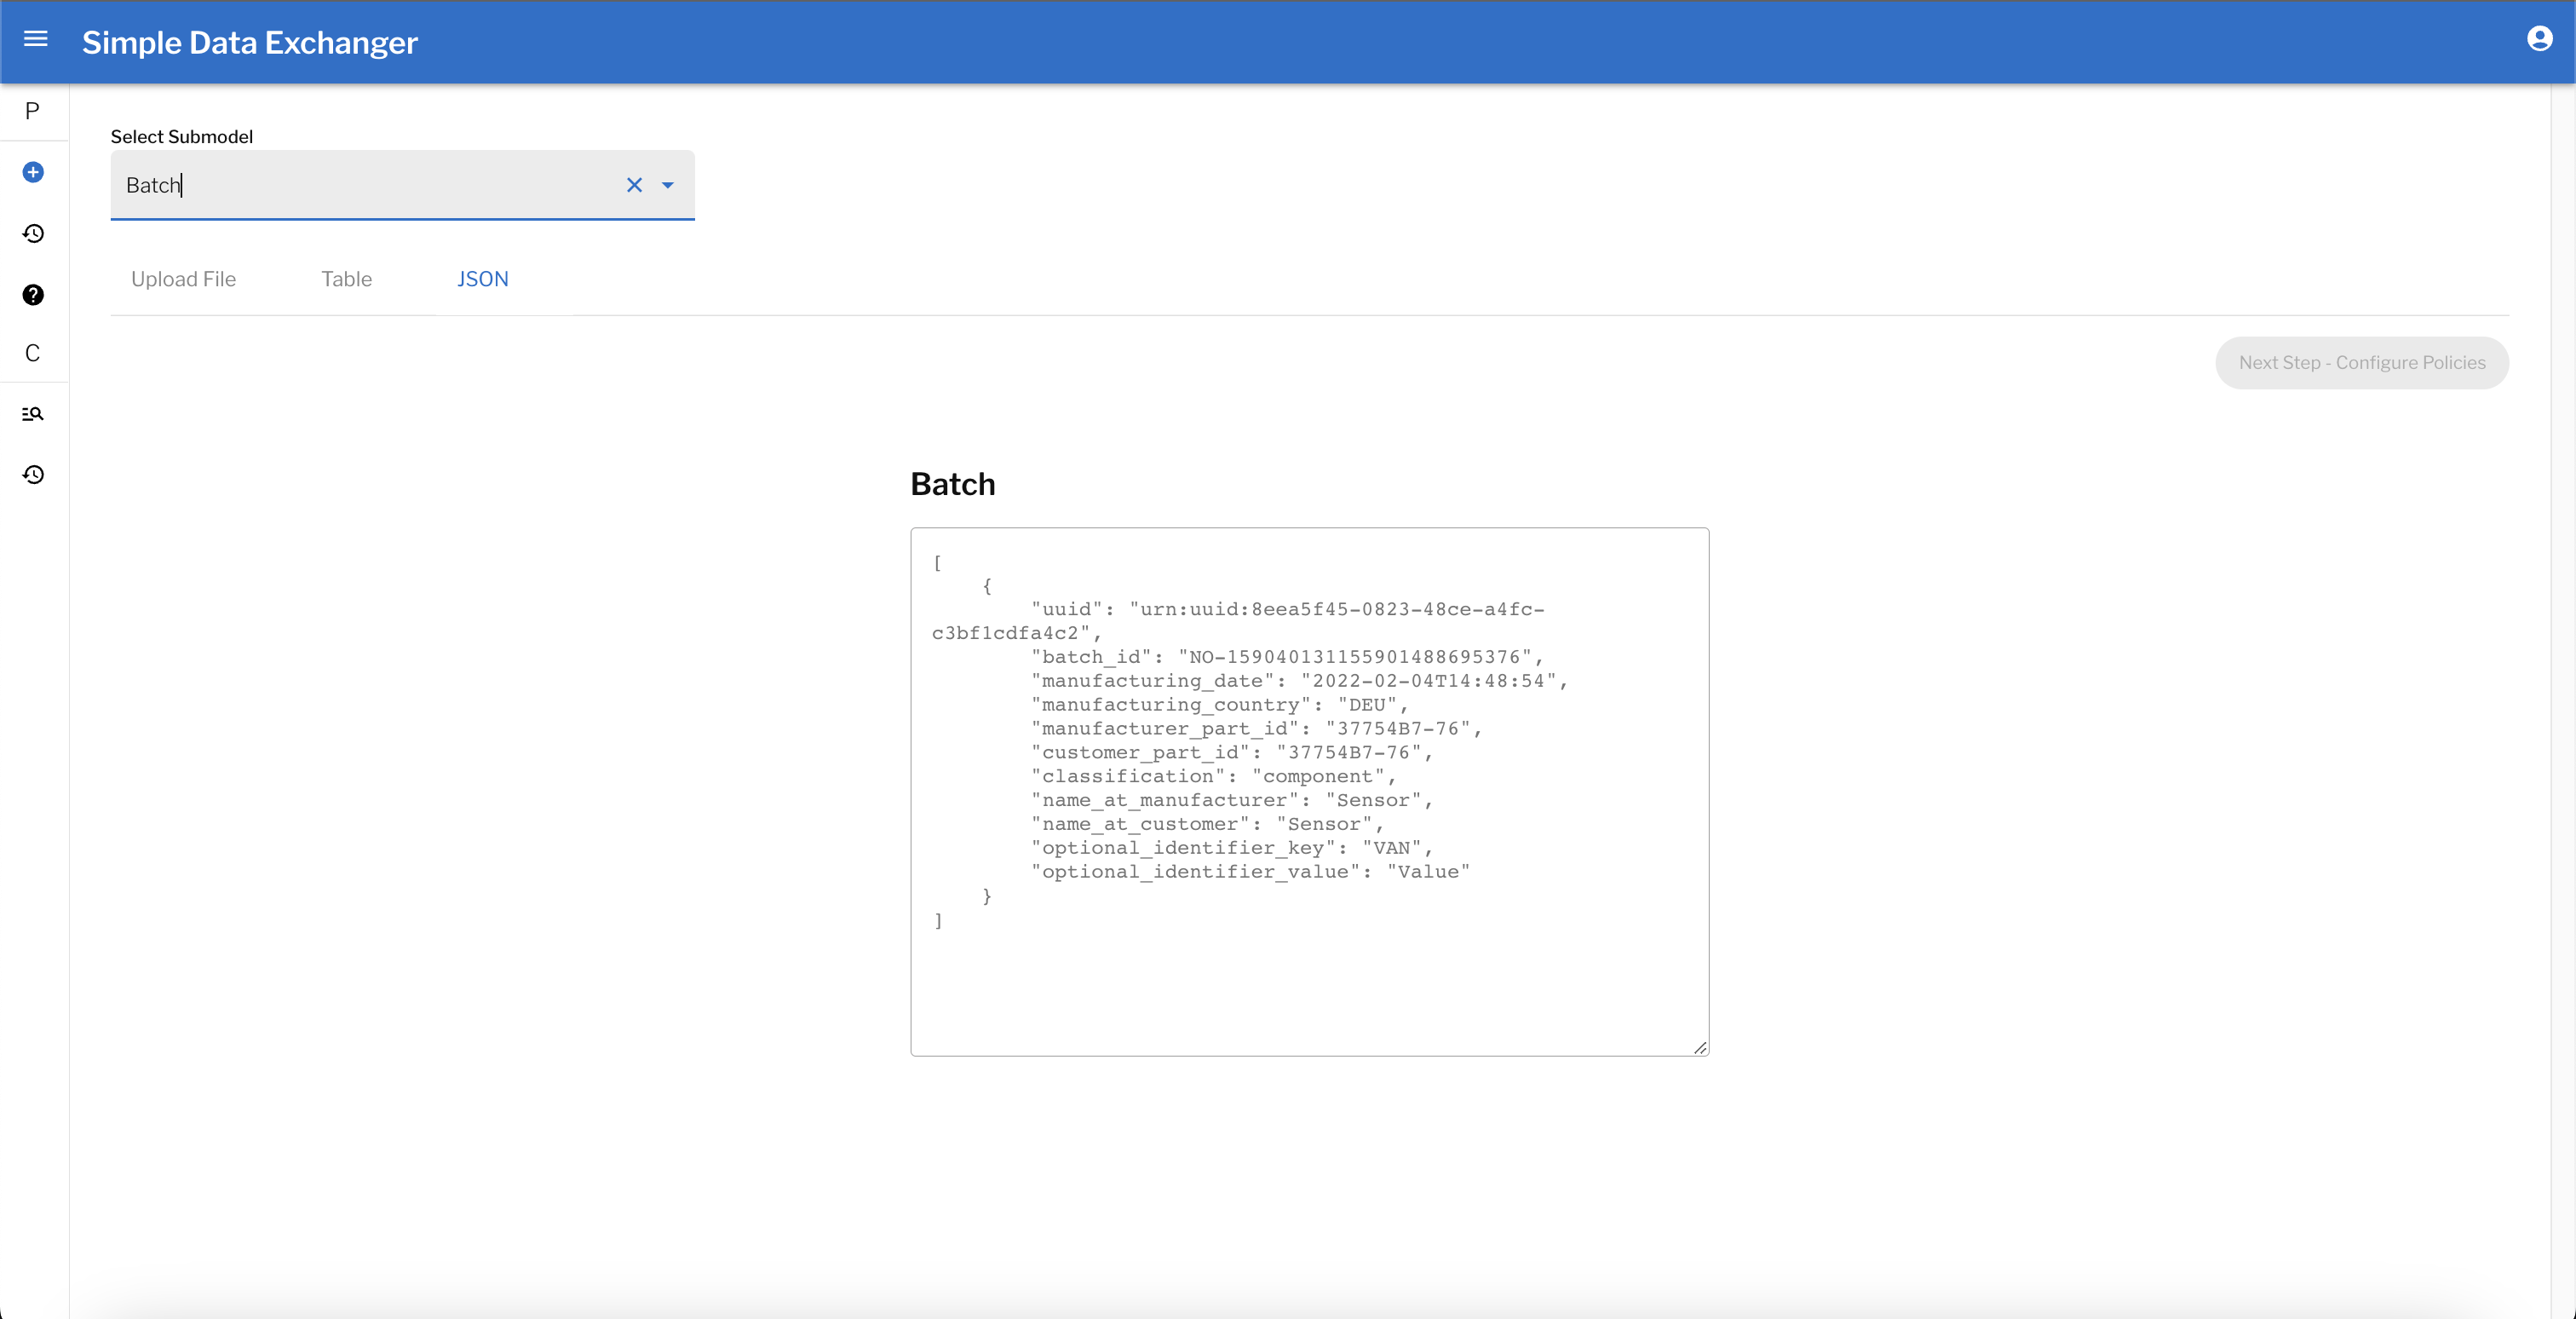 Simple Data Exchanger
P
Select Submodel
Batch
Upload File
Table
JSON
C
Next Step - Configure Policies
Batch
[
    {
        "uuid": "urn:uuid:8eea5f45-0823-48ce-a4fc-
c3bf1cdfa4c2",
        "batch_id": "NO-159040131155901488695376",
        "manufacturing_date": "2022-02-04T14:48:54",
        "manufacturing_country": "DEU",
        "manufacturer_part_id": "37754B7-76",
        "customer_part_id": "37754B7-76",
        "classification": "component",
        "name_at_manufacturer": "Sensor",
        "name_at_customer": "Sensor",
        "optional_identifier_key": "VAN",
        "optional_identifier_value": "Value"
    }
]